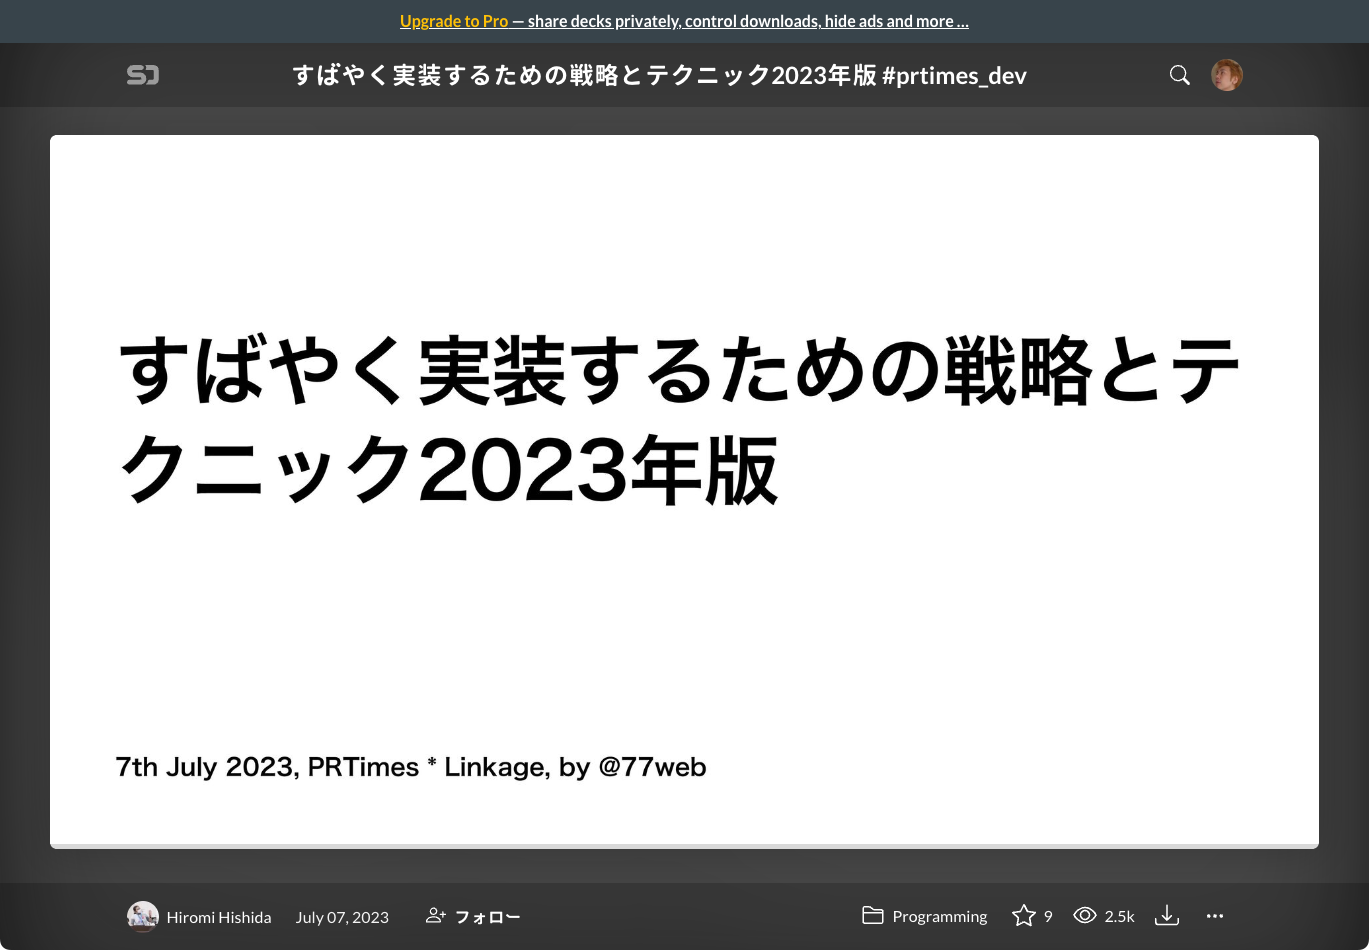 Upgrade to Pro — share decks privately, control downloads, hide ads and more …
すばやく実装するための戦略とテクニック2023年版 #prtimes_dev
すばやく実装するための戦略とテ
クニック2023年版
7th July 2023, PRTimes * Linkage, by @77web
Hiromi Hishida July 07, 2023 フォロー Programming 9 2.5k